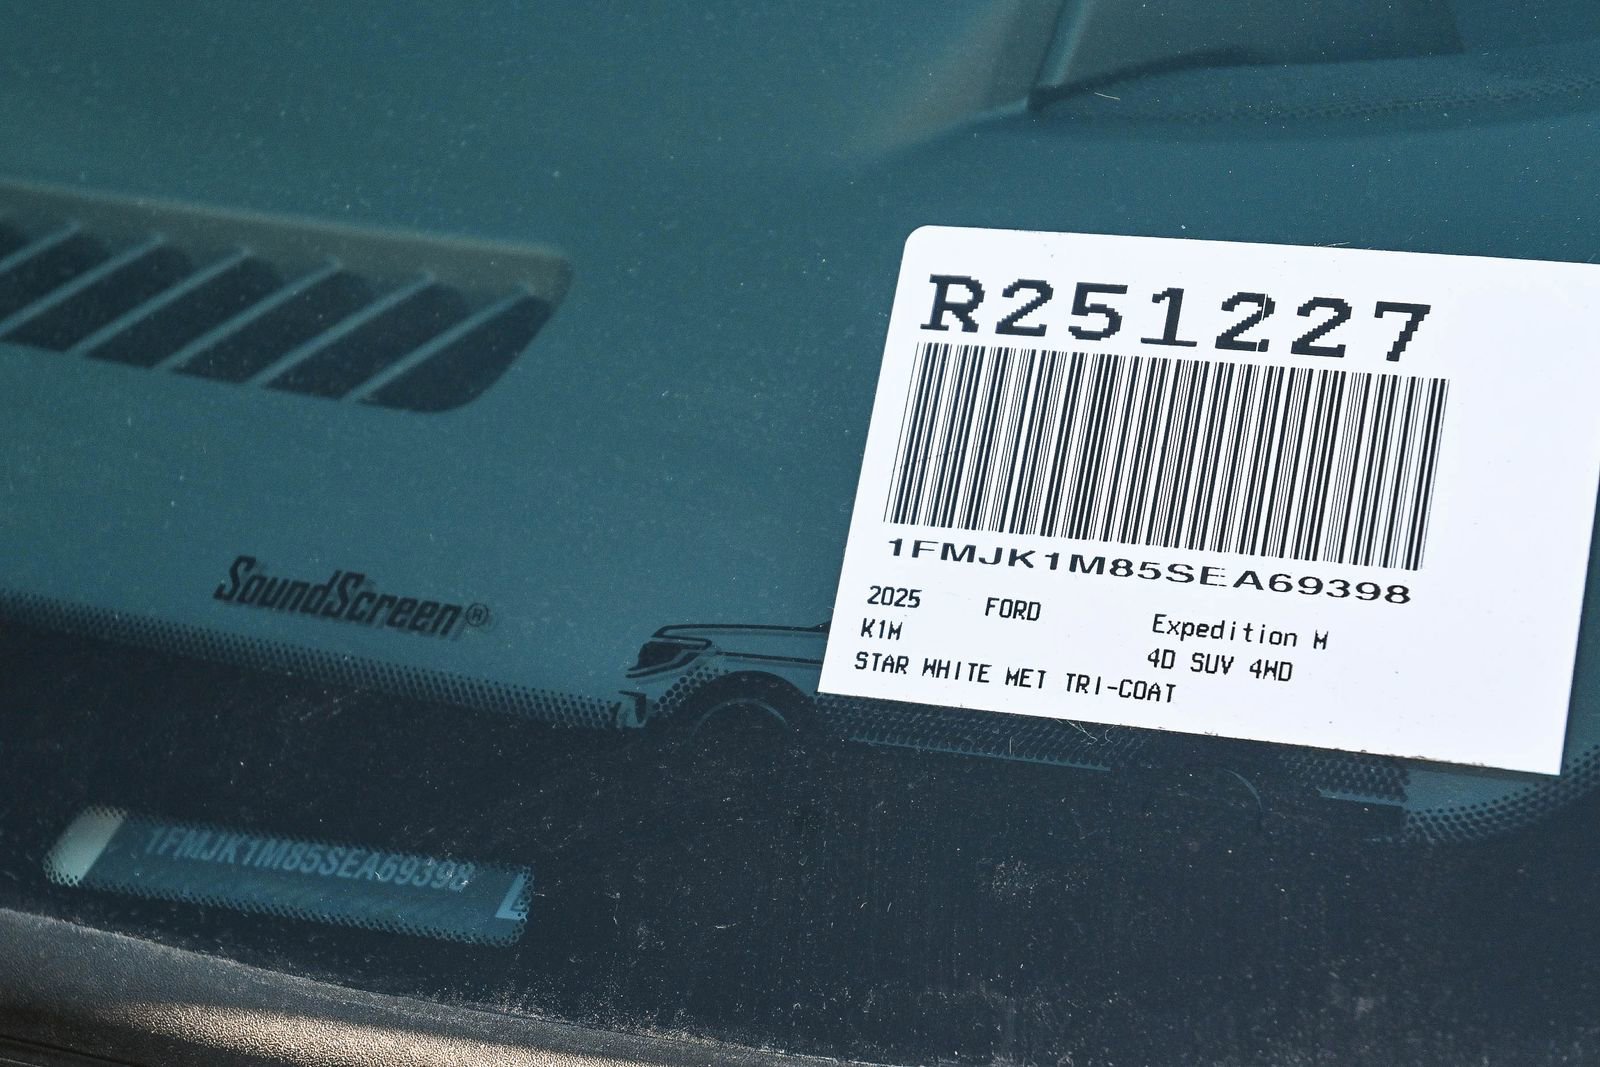 R251227
1FMJK1M85SEA69398
2025 FORD Expedition M
K1M 4D SUV 4WD
STAR WHITE MET TRI-COAT
SoundScreen®
1FMJK1M85SEA69398